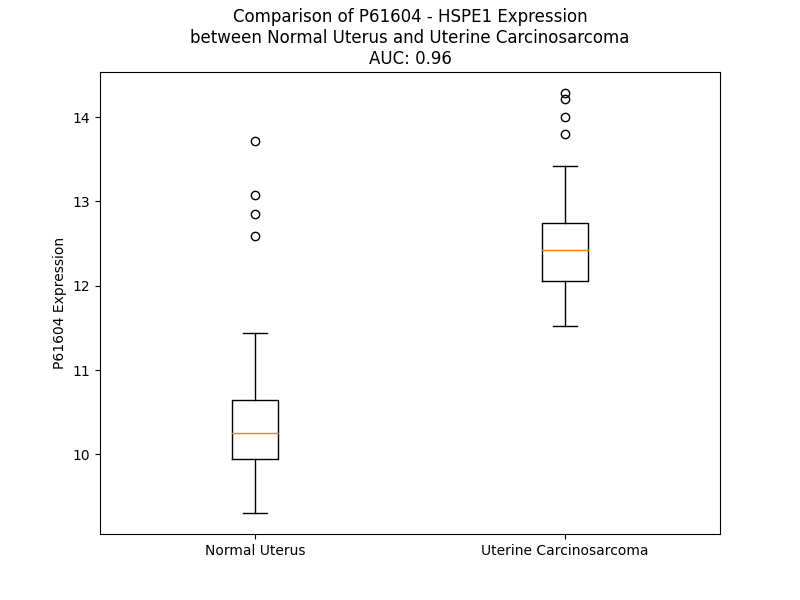 Comparison of P61604 - HSPE1 Expression
between Normal Uterus and Uterine Carcinosarcoma
AUC: 0.96
14
13
12
11
10
P61604 Expression
Normal Uterus
Uterine Carcinosarcoma